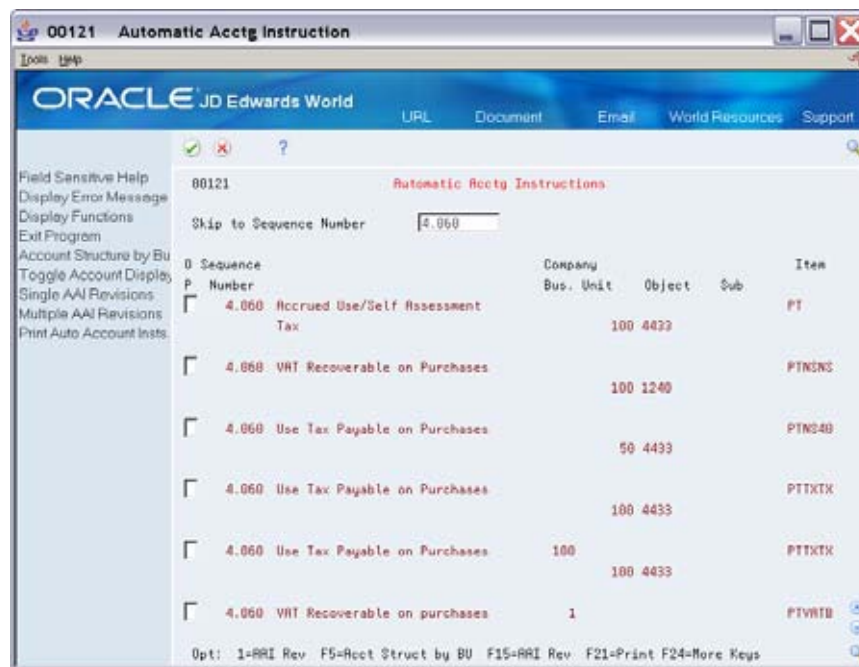 00121 Automatic Acctg Instruction
Tools Help
ORACLE JD Edwards World
URL Document Email World Resources Support
Field Sensitive Help
Display Error Message
Display Functions
Exit Program
Account Structure by Bu
Toggle Account Display
Single AAI Revisions
Multiple AAI Revisions
Print Auto Account Insts.
?
00121 Automatic Acctg Instructions
Skip to Sequence Number 4.060
O Sequence Company Item
P Number Bus. Unit Object Sub
4.060 Accrued Use/Self Assessment PT
Tax 100 4433
4.060 VAT Recoverable on Purchases PTNSNS
100 1240
4.060 Use Tax Payable on Purchases
50 4433
4.060 Use Tax Payable on Purchases PTTXTX
100 4433
4.060 Use Tax Payable on Purchases 100 PTTXTX
100 4433
4.060 VAT Recoverable on purchases 1 PTVATB
Opt: 1=AAI Rev F5=Acct Struct by BU F15=AAI Rev F21=Print F24=More Keys